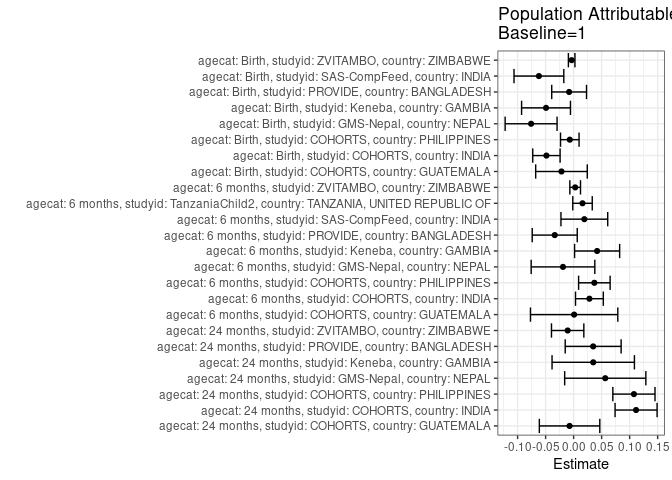 Population Attributable
Baseline=1
agecat: Birth, studyid: ZVITAMBO, country: ZIMBABWE
agecat: Birth, studyid: SAS-CompFeed, country: INDIA
agecat: Birth, studyid: PROVIDE, country: BANGLADESH
agecat: Birth, studyid: Keneba, country: GAMBIA
agecat: Birth, studyid: GMS-Nepal, country: NEPAL
agecat: Birth, studyid: COHORTS, country: PHILIPPINES
agecat: Birth, studyid: COHORTS, country: INDIA
agecat: Birth, studyid: COHORTS, country: GUATEMALA
agecat: 6 months, studyid: ZVITAMBO, country: ZIMBABWE
agecat: 6 months, studyid: TanzaniaChild2, country: TANZANIA, UNITED REPUBLIC OF
agecat: 6 months, studyid: SAS-CompFeed, country: INDIA
agecat: 6 months, studyid: PROVIDE, country: BANGLADESH
agecat: 6 months, studyid: Keneba, country: GAMBIA
agecat: 6 months, studyid: GMS-Nepal, country: NEPAL
agecat: 6 months, studyid: COHORTS, country: PHILIPPINES
agecat: 6 months, studyid: COHORTS, country: INDIA
agecat: 6 months, studyid: COHORTS, country: GUATEMALA
agecat: 24 months, studyid: ZVITAMBO, country: ZIMBABWE
agecat: 24 months, studyid: PROVIDE, country: BANGLADESH
agecat: 24 months, studyid: Keneba, country: GAMBIA
agecat: 24 months, studyid: GMS-Nepal, country: NEPAL
agecat: 24 months, studyid: COHORTS, country: PHILIPPINES
agecat: 24 months, studyid: COHORTS, country: INDIA
agecat: 24 months, studyid: COHORTS, country: GUATEMALA
-0.10 -0.05 0.00 0.05 0.10 0.15
Estimate